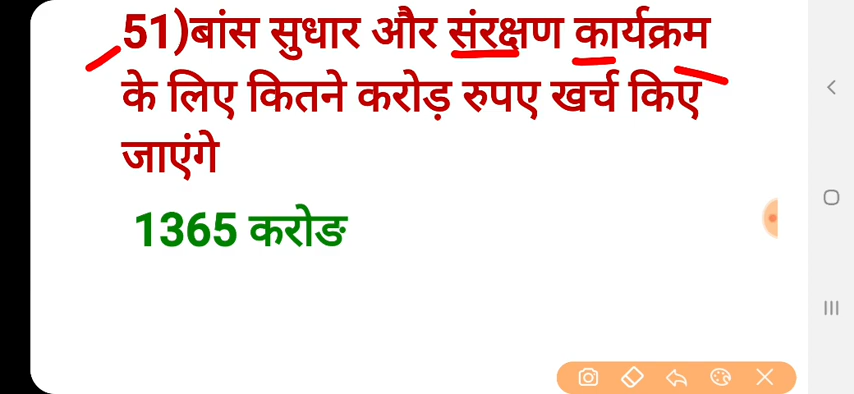 51)बांस सुधार और संरक्षण कार्यक्रम
के लिए कितने करोड़ रुपए खर्च किए
जाएंगे
1365 करोङ